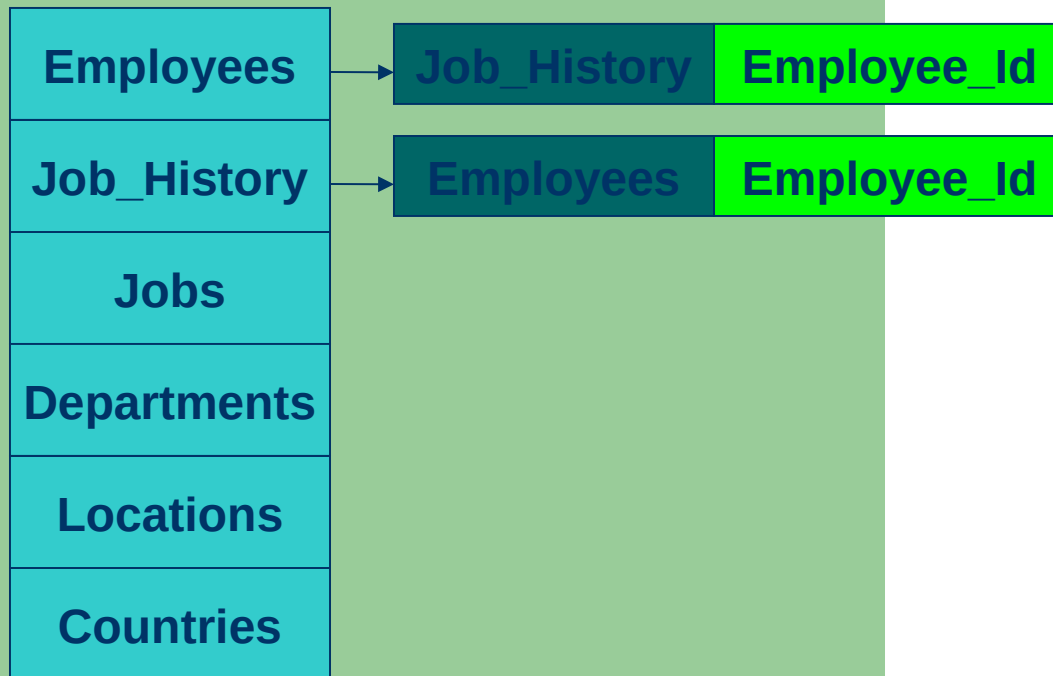 Employees Job_History Employee_Id
Job_History Employees Employee_Id
Jobs
Departments
Locations
Countries